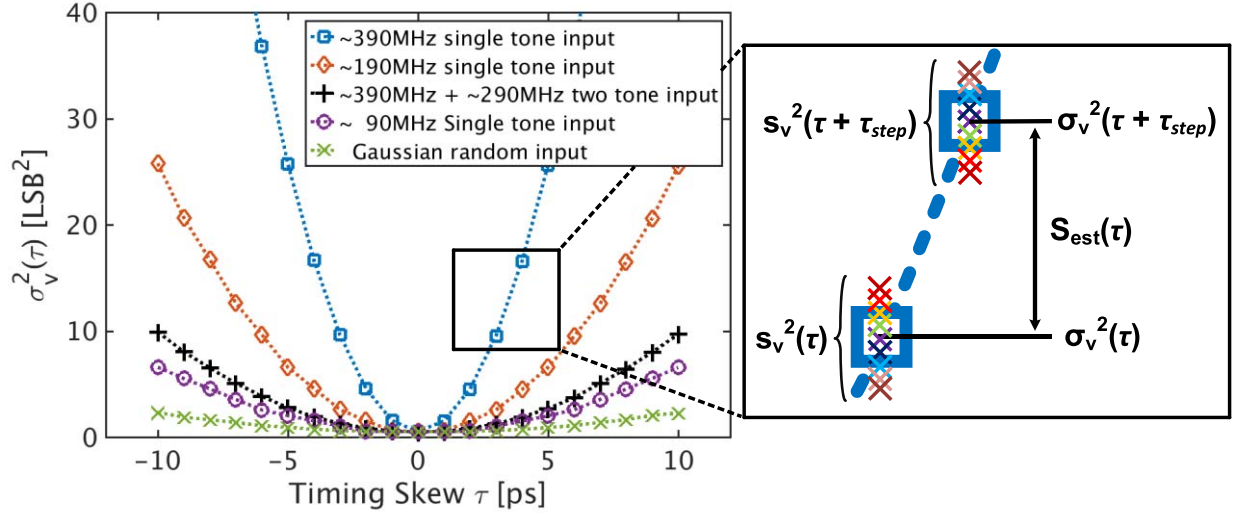 40
30
20
10
0
σv²(τ) [LSB²]
-10
-5
0
5
10
Timing Skew τ [ps]
~390MHz single tone input
~190MHz single tone input
~390MHz + ~290MHz two tone input
~ 90MHz Single tone input
Gaussian random input
sv²(τ + τstep)
σv²(τ + τstep)
Sest(τ)
sv²(τ)
σv²(τ)